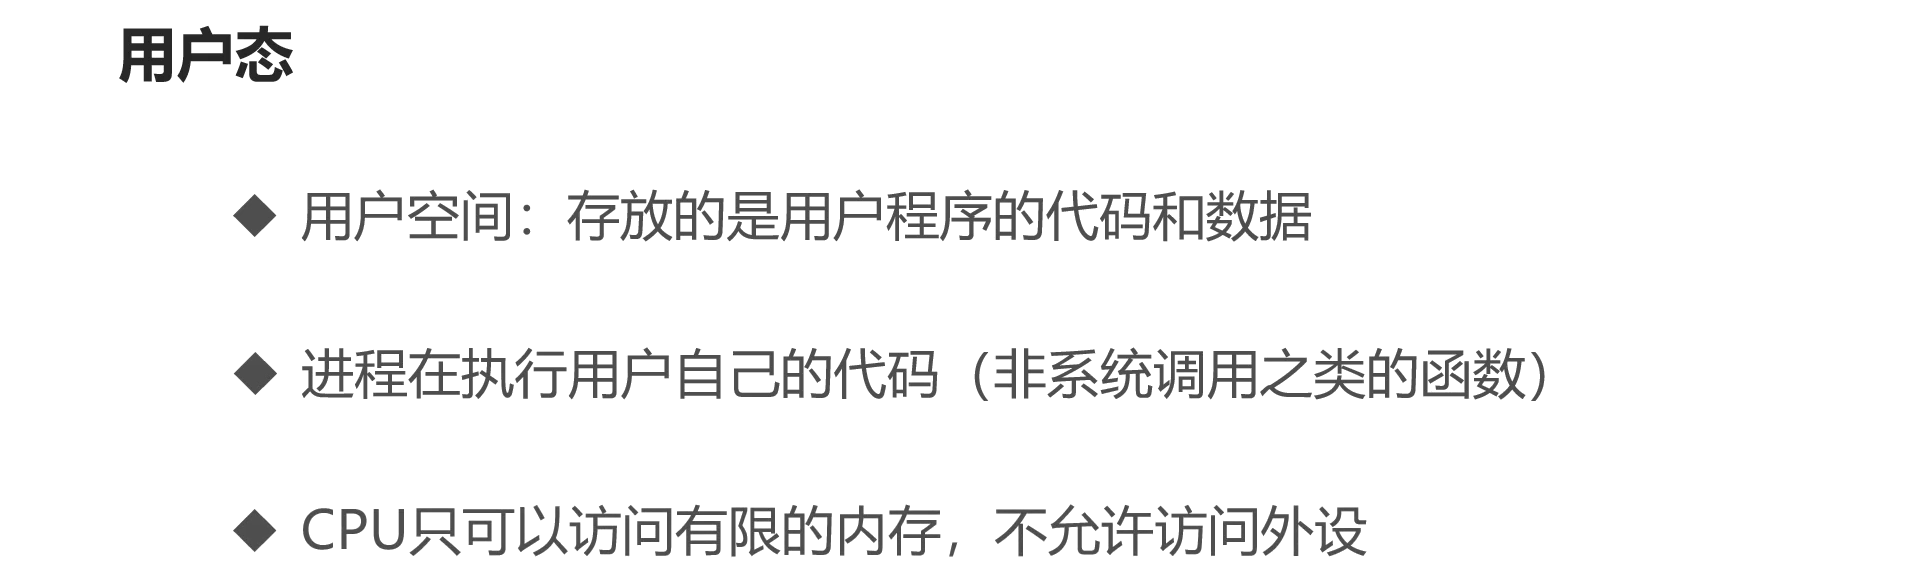 用户态
◆ 用户空间：存放的是用户程序的代码和数据
◆ 进程在执行用户自己的代码（非系统调用之类的函数）
◆ CPU只可以访问有限的内存，不允许访问外设